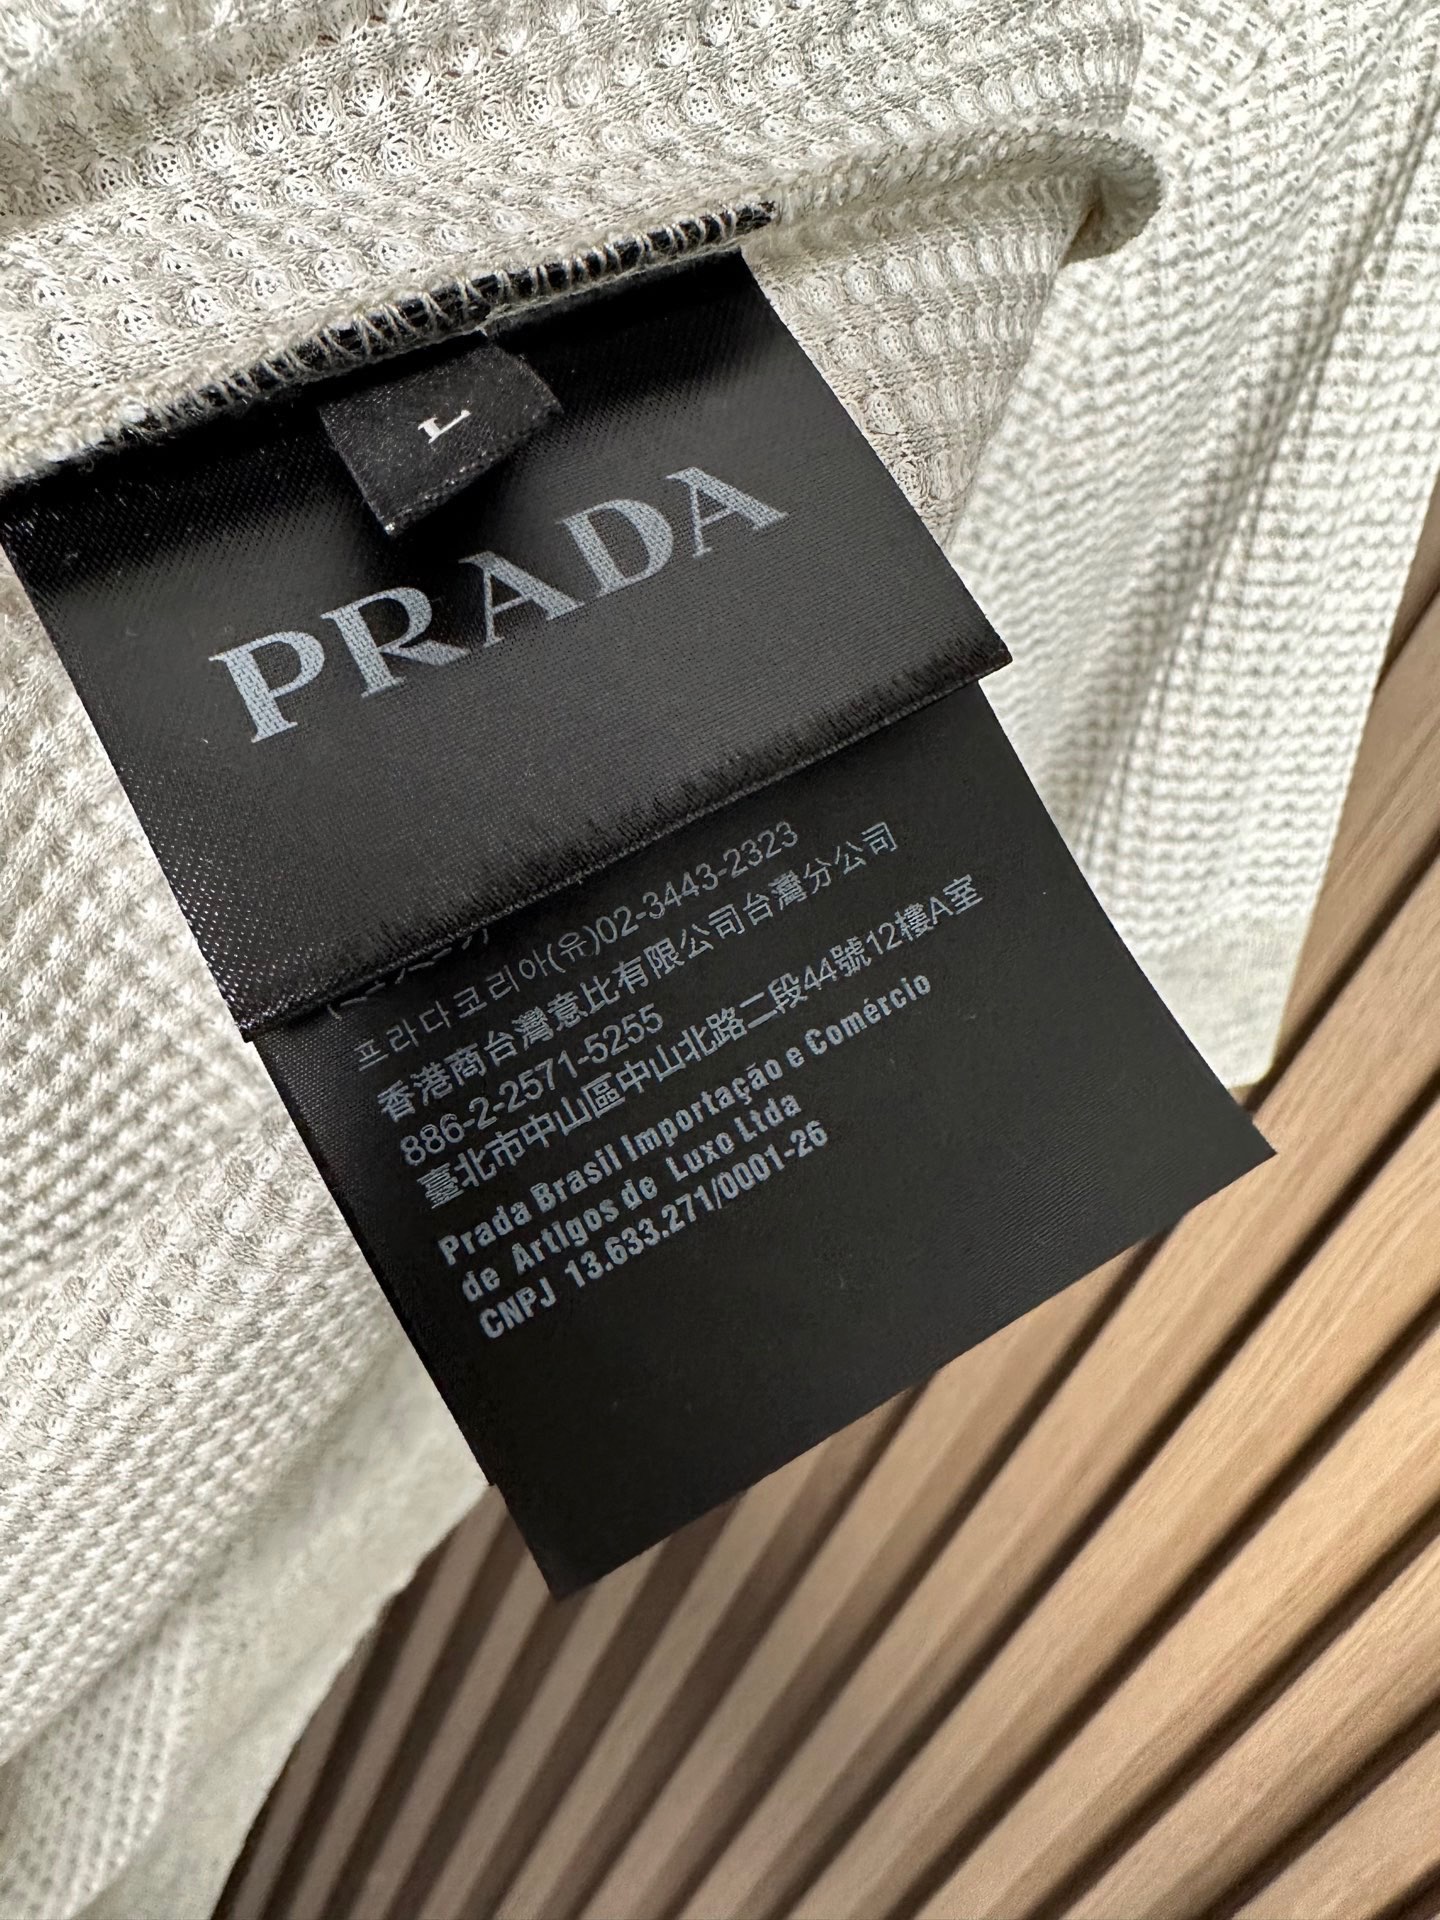 L
PRADA
프라다코리아(유)02-3443-2323
香港商台灣意比有限公司台灣分公司
886-2-2571-5255
臺北市中山區中山北路二段44號12樓A室
Prada Brasil Importação e Comércio
de Artigos de Luxo Ltda
CNPJ 13.633.271/0001-26